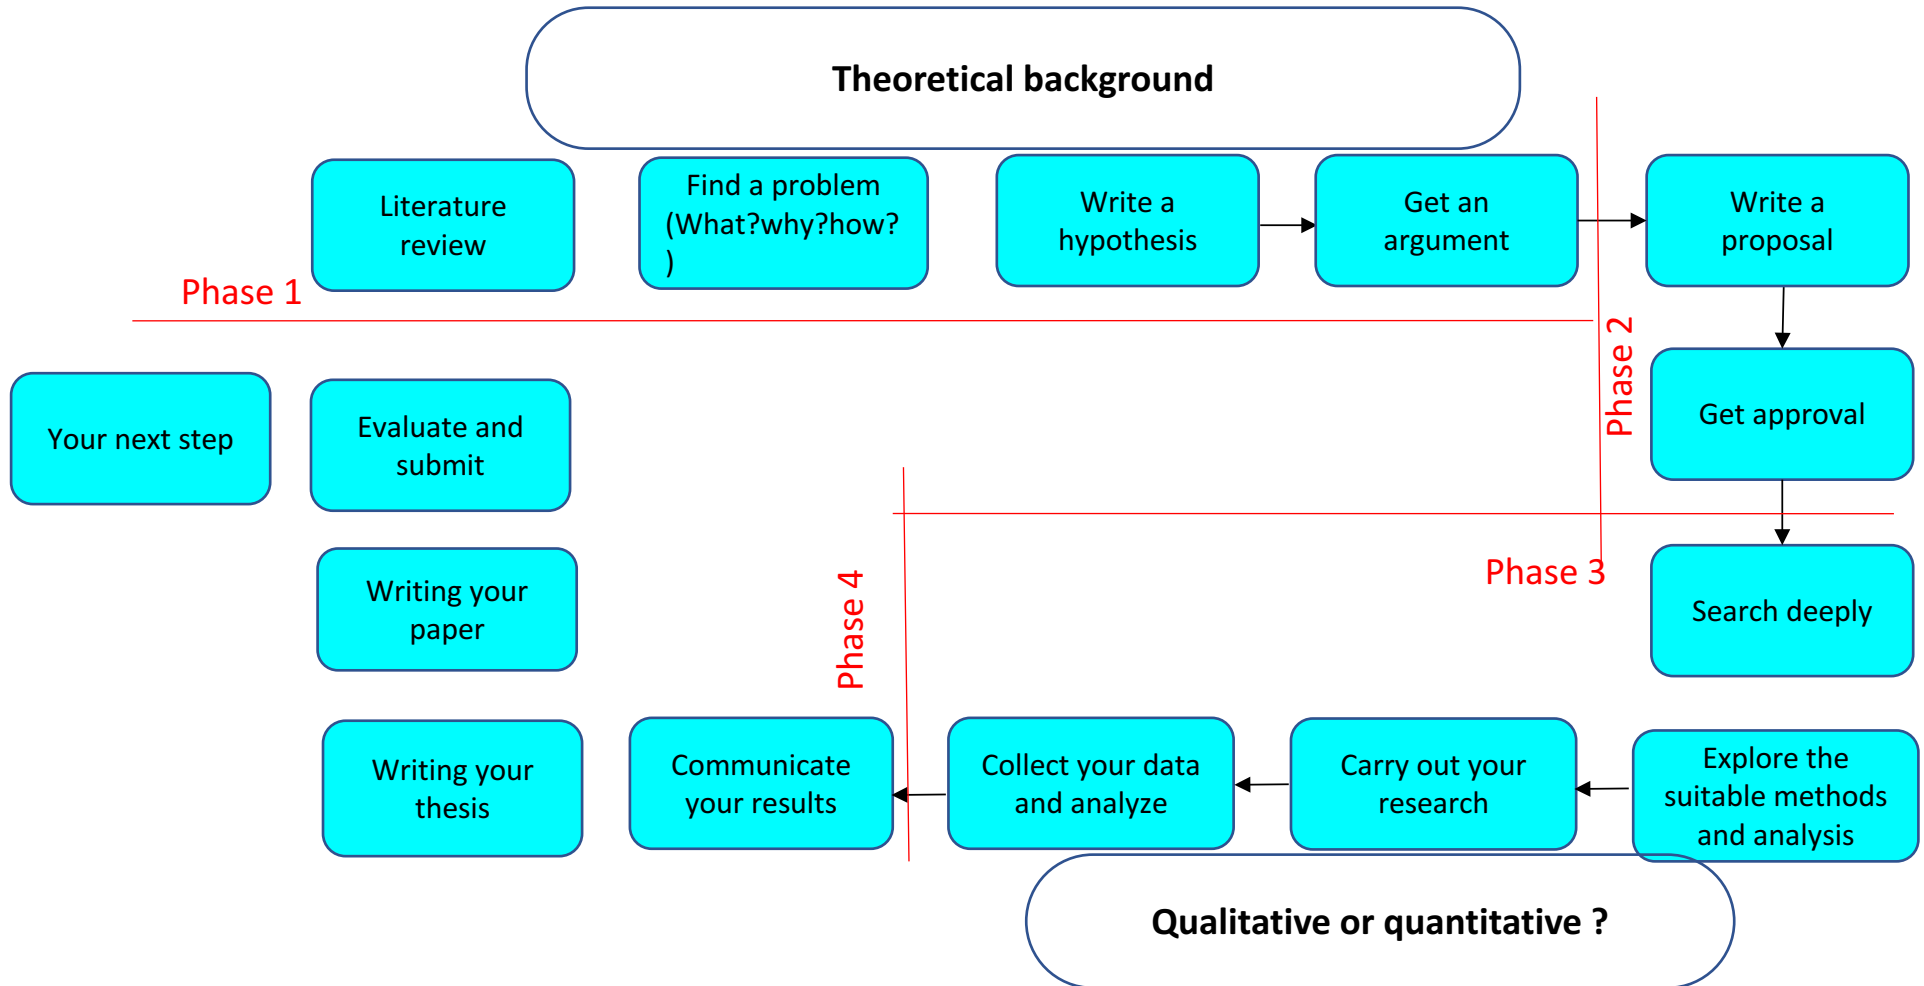 Theoretical background
Literature
review
Find a problem
(What?why?how?
)
Write a
hypothesis
Get an
argument
Write a
proposal
Phase 1
Phase 2
Your next step
Evaluate and
submit
Get approval
Phase 3
Phase 4
Writing your
paper
Search deeply
Writing your
thesis
Communicate
your results
Collect your data
and analyze
Carry out your
research
Explore the
suitable methods
and analysis
Qualitative or quantitative ?